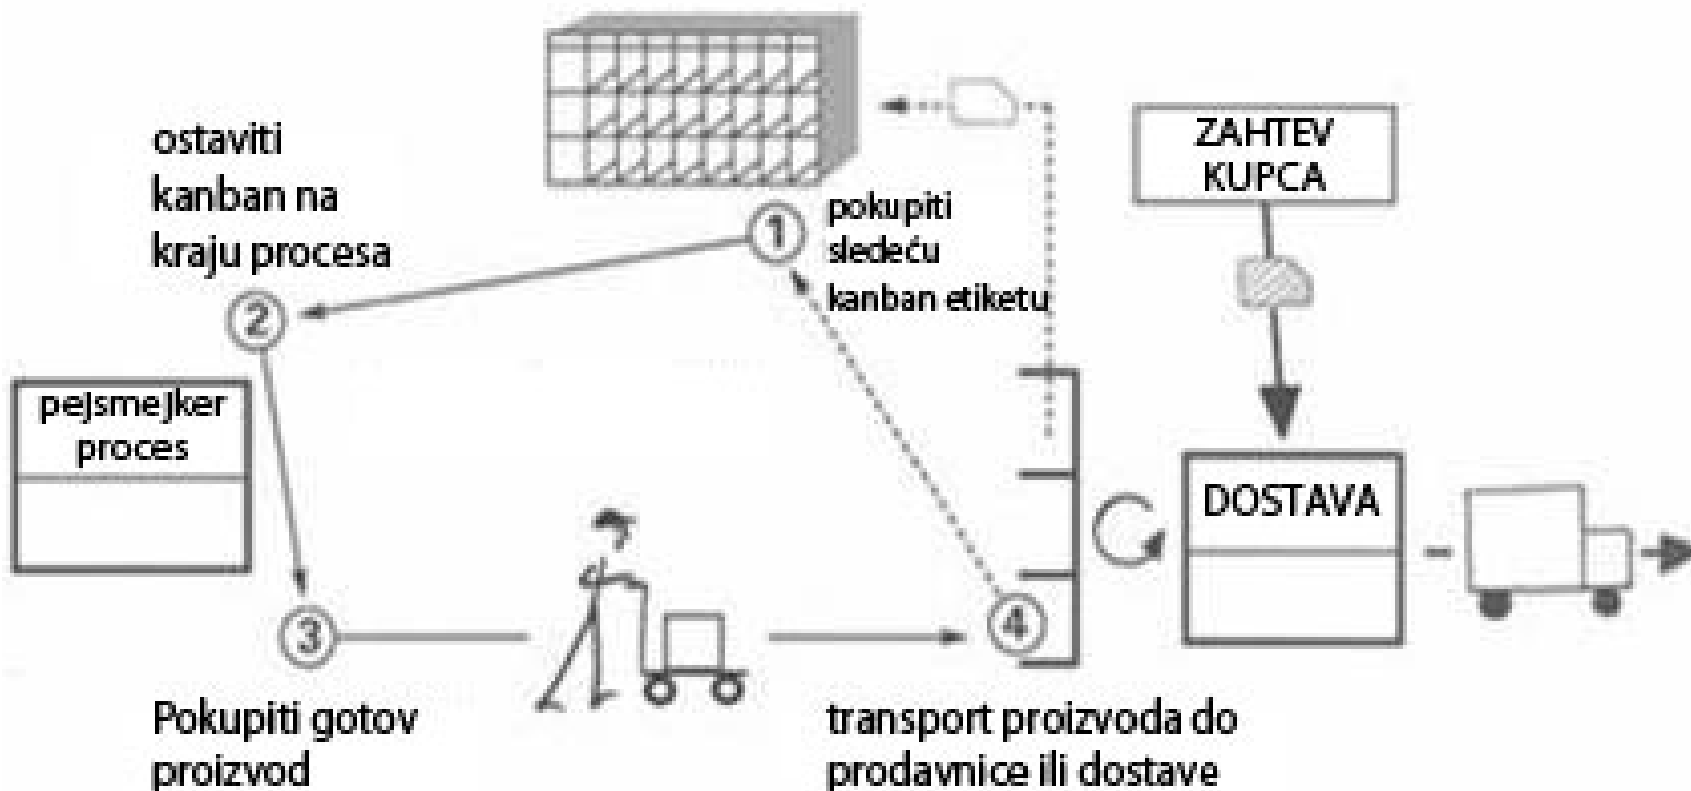 ostaviti
kanban na
kraju procesa
1
pokupiti
sledeću
kanban etiketu
ZAHTEV
KUPCA
2
pejsmejker
proces
DOSTAVA
3
4
Pokupiti gotov
proizvod
transport proizvoda do
prodavnice ili dostave